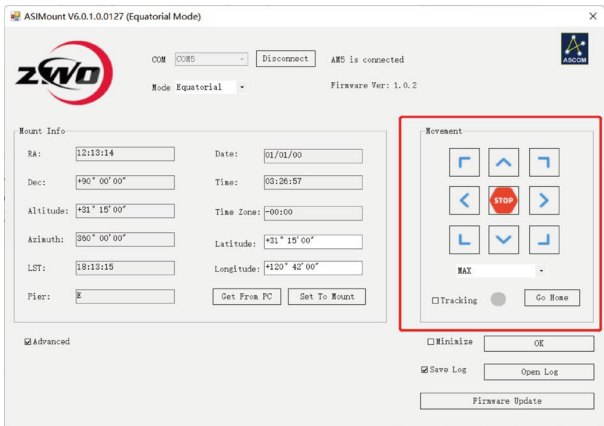 ASIMount V6.0.1.0.0127 (Equatorial Mode)
ZWO
COM COM5 Disconnect AM5 is connected
ASCOM
Mode Equatorial Firmware Ver: 1.0.2
Mount Info
RA: 12:13:14 Date: 01/01/00
Dec: +90° 00′00″ Time: 03:26:57
Altitude: +31° 15′00″ Time Zone: -00:00
Azimuth: 360° 00′00″ Latitude: +31° 15′00″
LST: 18:13:15 Longitude: +120° 42′00″
Pier: E Get From PC Set To Mount
Movement
STOP
MAX
Tracking Go Home
Advanced Minimize OK
Save Log Open Log
Firmware Update